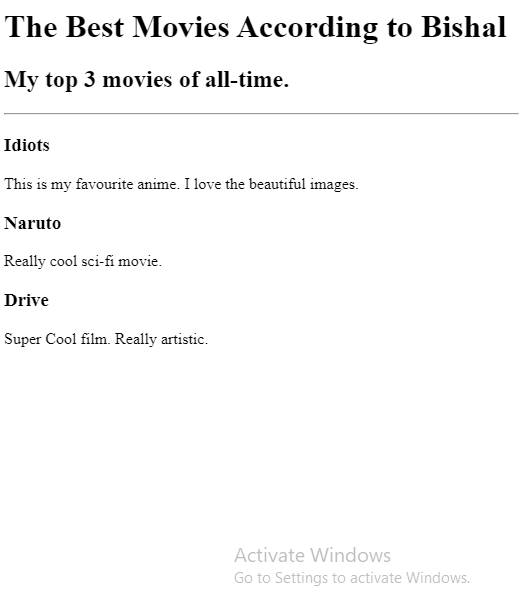 The Best Movies According to Bishal
My top 3 movies of all-time.
Idiots
This is my favourite anime. I love the beautiful images.
Naruto
Really cool sci-fi movie.
Drive
Super Cool film. Really artistic.
Activate Windows
Go to Settings to activate Windows.